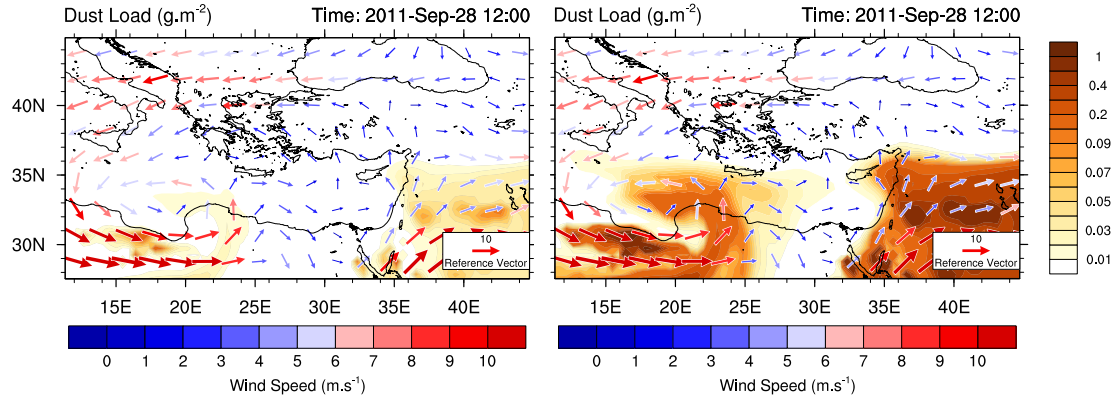 Dust Load (g.m⁻²) Time: 2011-Sep-28 12:00
Dust Load (g.m⁻²) Time: 2011-Sep-28 12:00
40N
35N
30N
10
Reference Vector
15E 20E 25E 30E 35E 40E
0 1 2 3 4 5 6 7 8 9 10
Wind Speed (m.s⁻¹)
40N
35N
30N
10
Reference Vector
15E 20E 25E 30E 35E 40E
0 1 2 3 4 5 6 7 8 9 10
Wind Speed (m.s⁻¹)
1
0.4
0.2
0.09
0.07
0.05
0.03
0.01